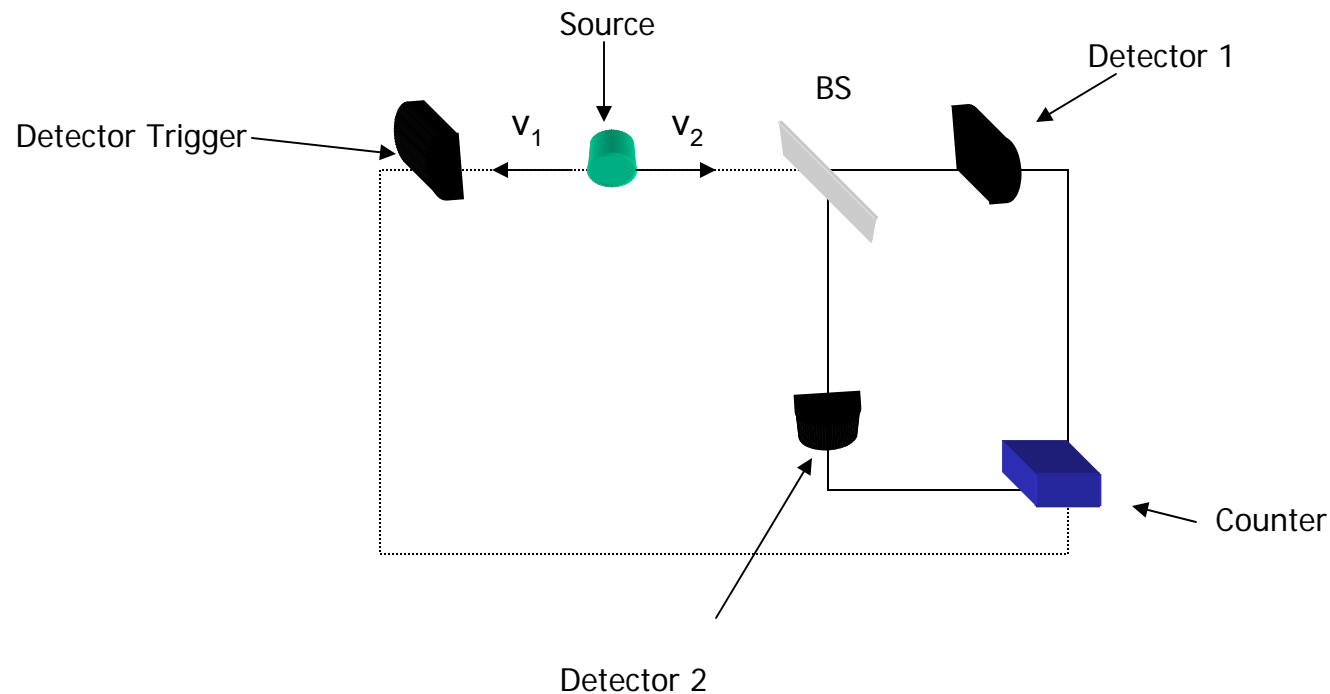 Source
Detector 1
BS
Detector Trigger
v₁
v₂
Counter
Detector 2